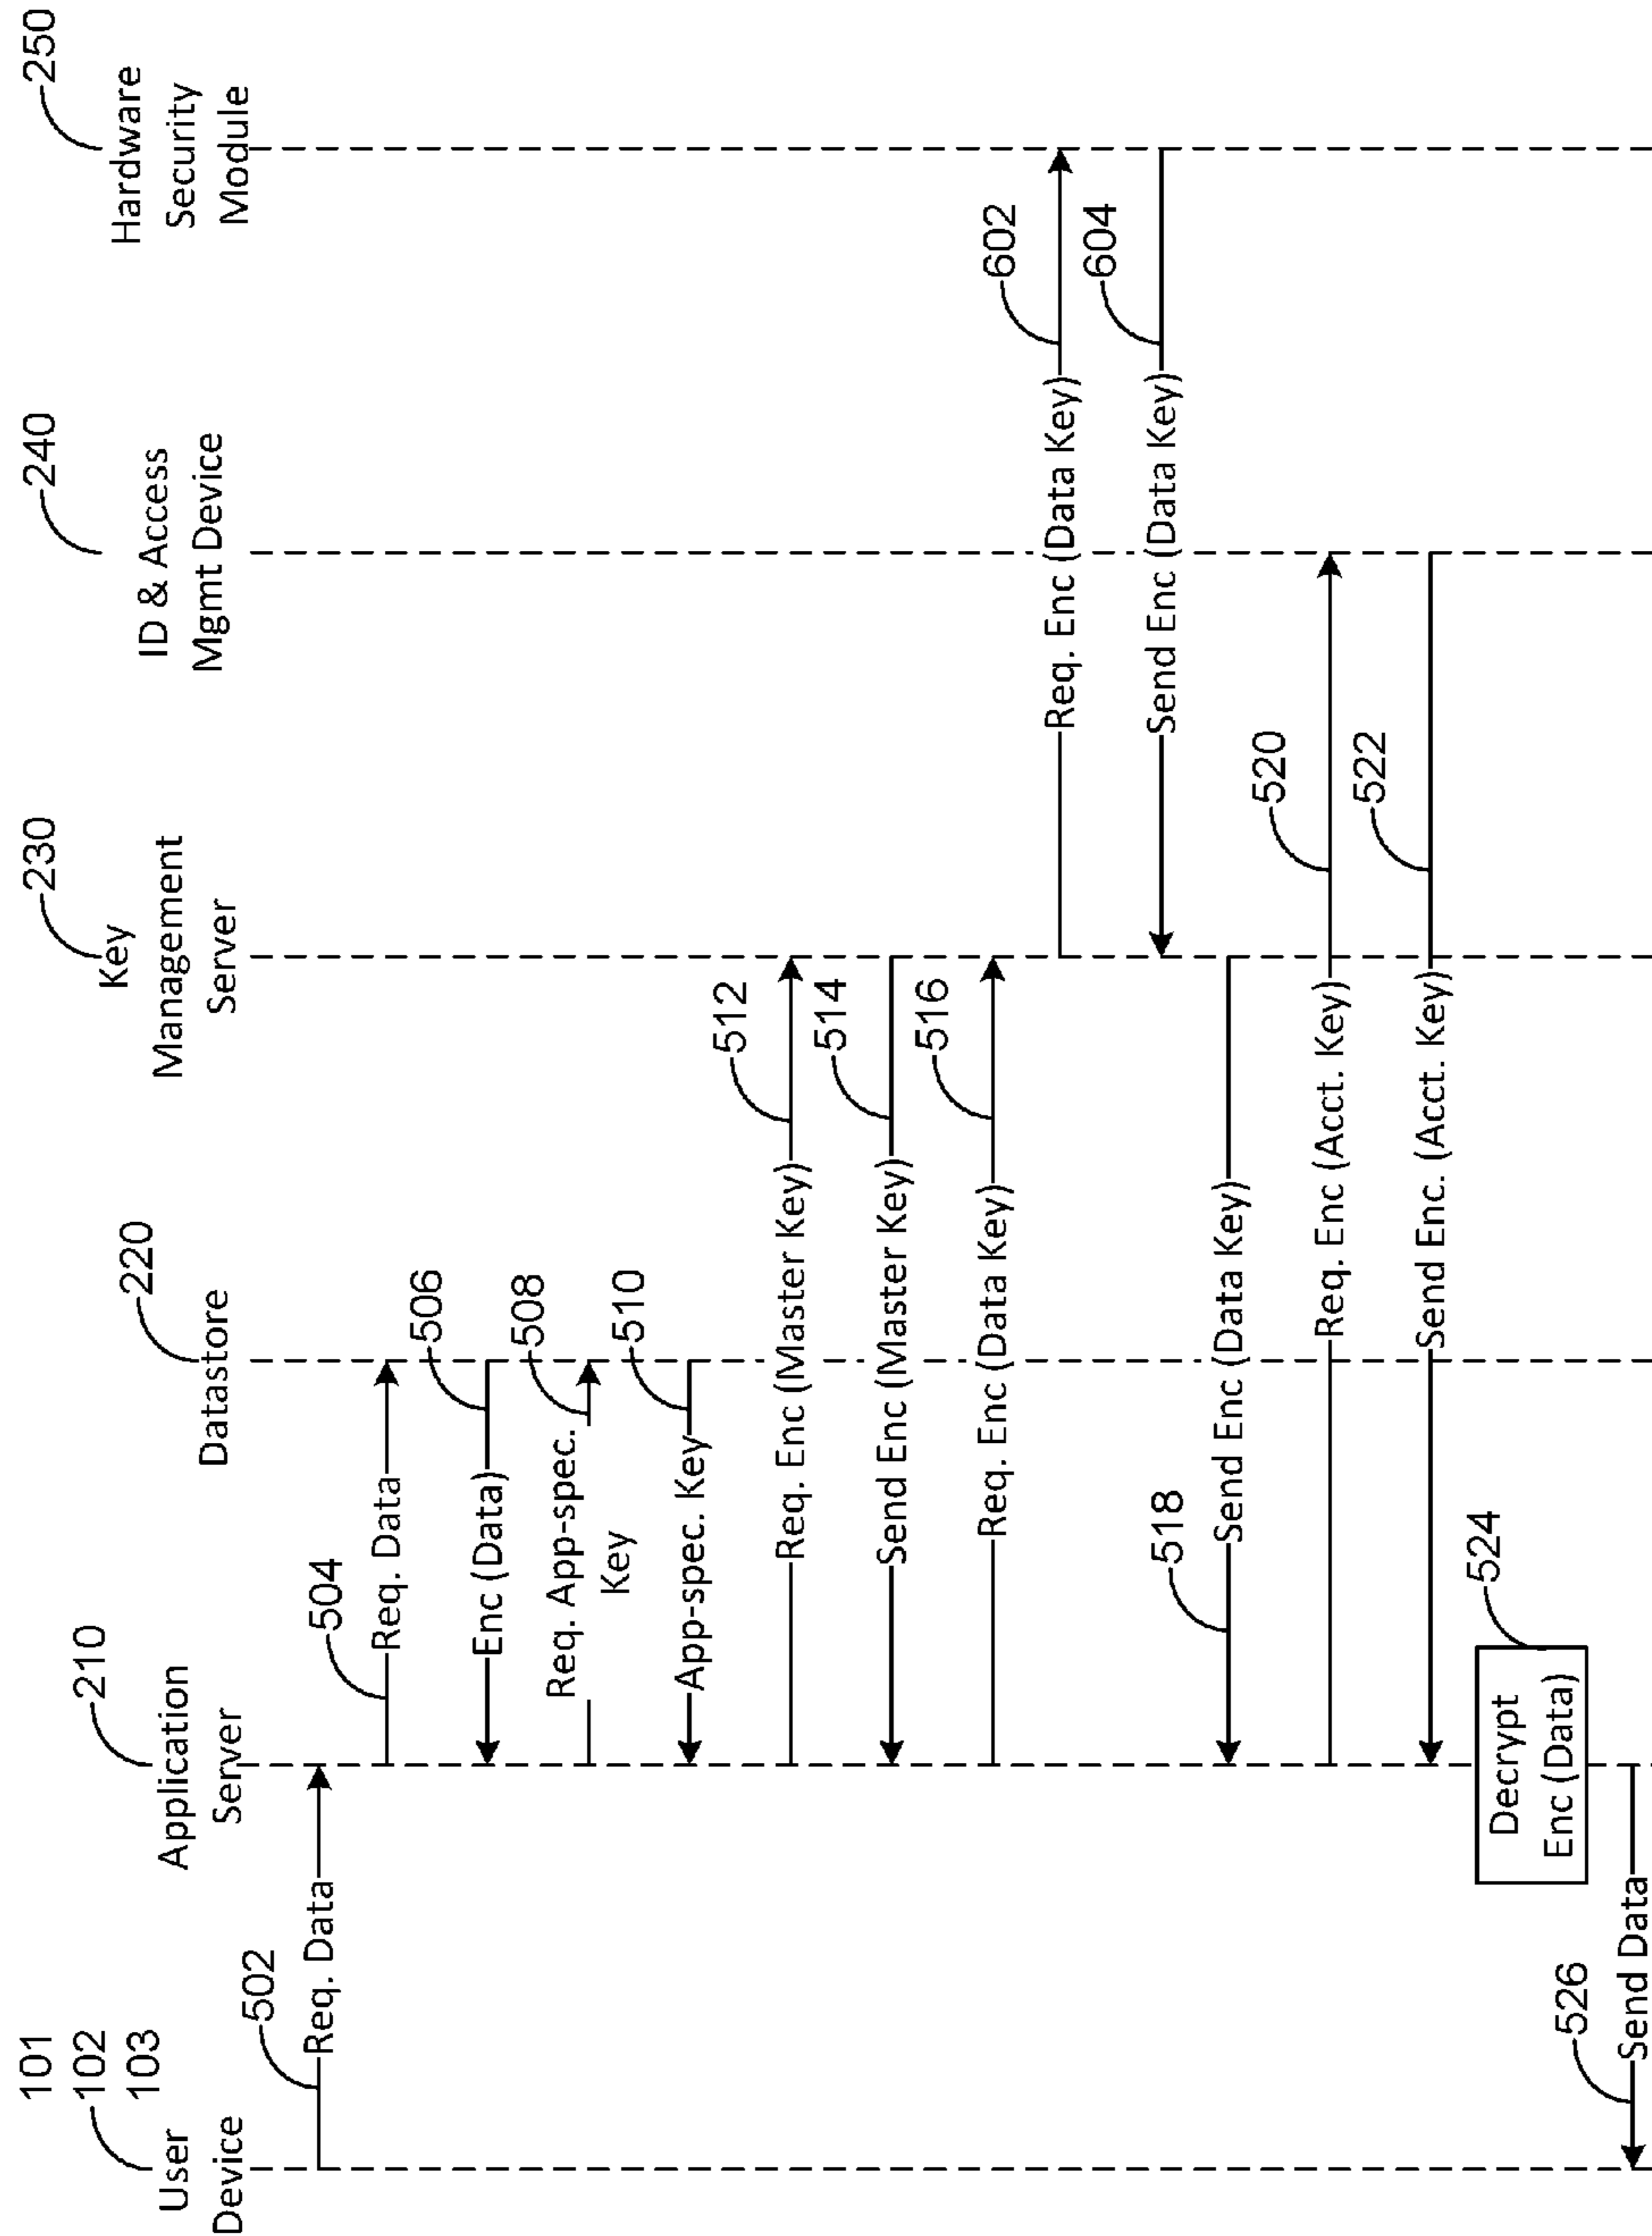 101
102
103
User
Device
210
Application
Server
220
Datastore
230
Key
Management
Server
240
ID & Access
Mgmt Device
250
Hardware
Security
Module
502
Req. Data
504
Req. Data
506
Enc (Data)
508
Req. App-spec.
Key
510
App-spec. Key
512
Req. Enc (Master Key)
514
Send Enc (Master Key)
516
Req. Enc (Data Key)
602
Req. Enc (Data Key)
604
Send Enc (Data Key)
518
Send Enc (Data Key)
520
Req. Enc (Acct. Key)
522
Send Enc. (Acct. Key)
524
Decrypt
Enc (Data)
526
Send Data